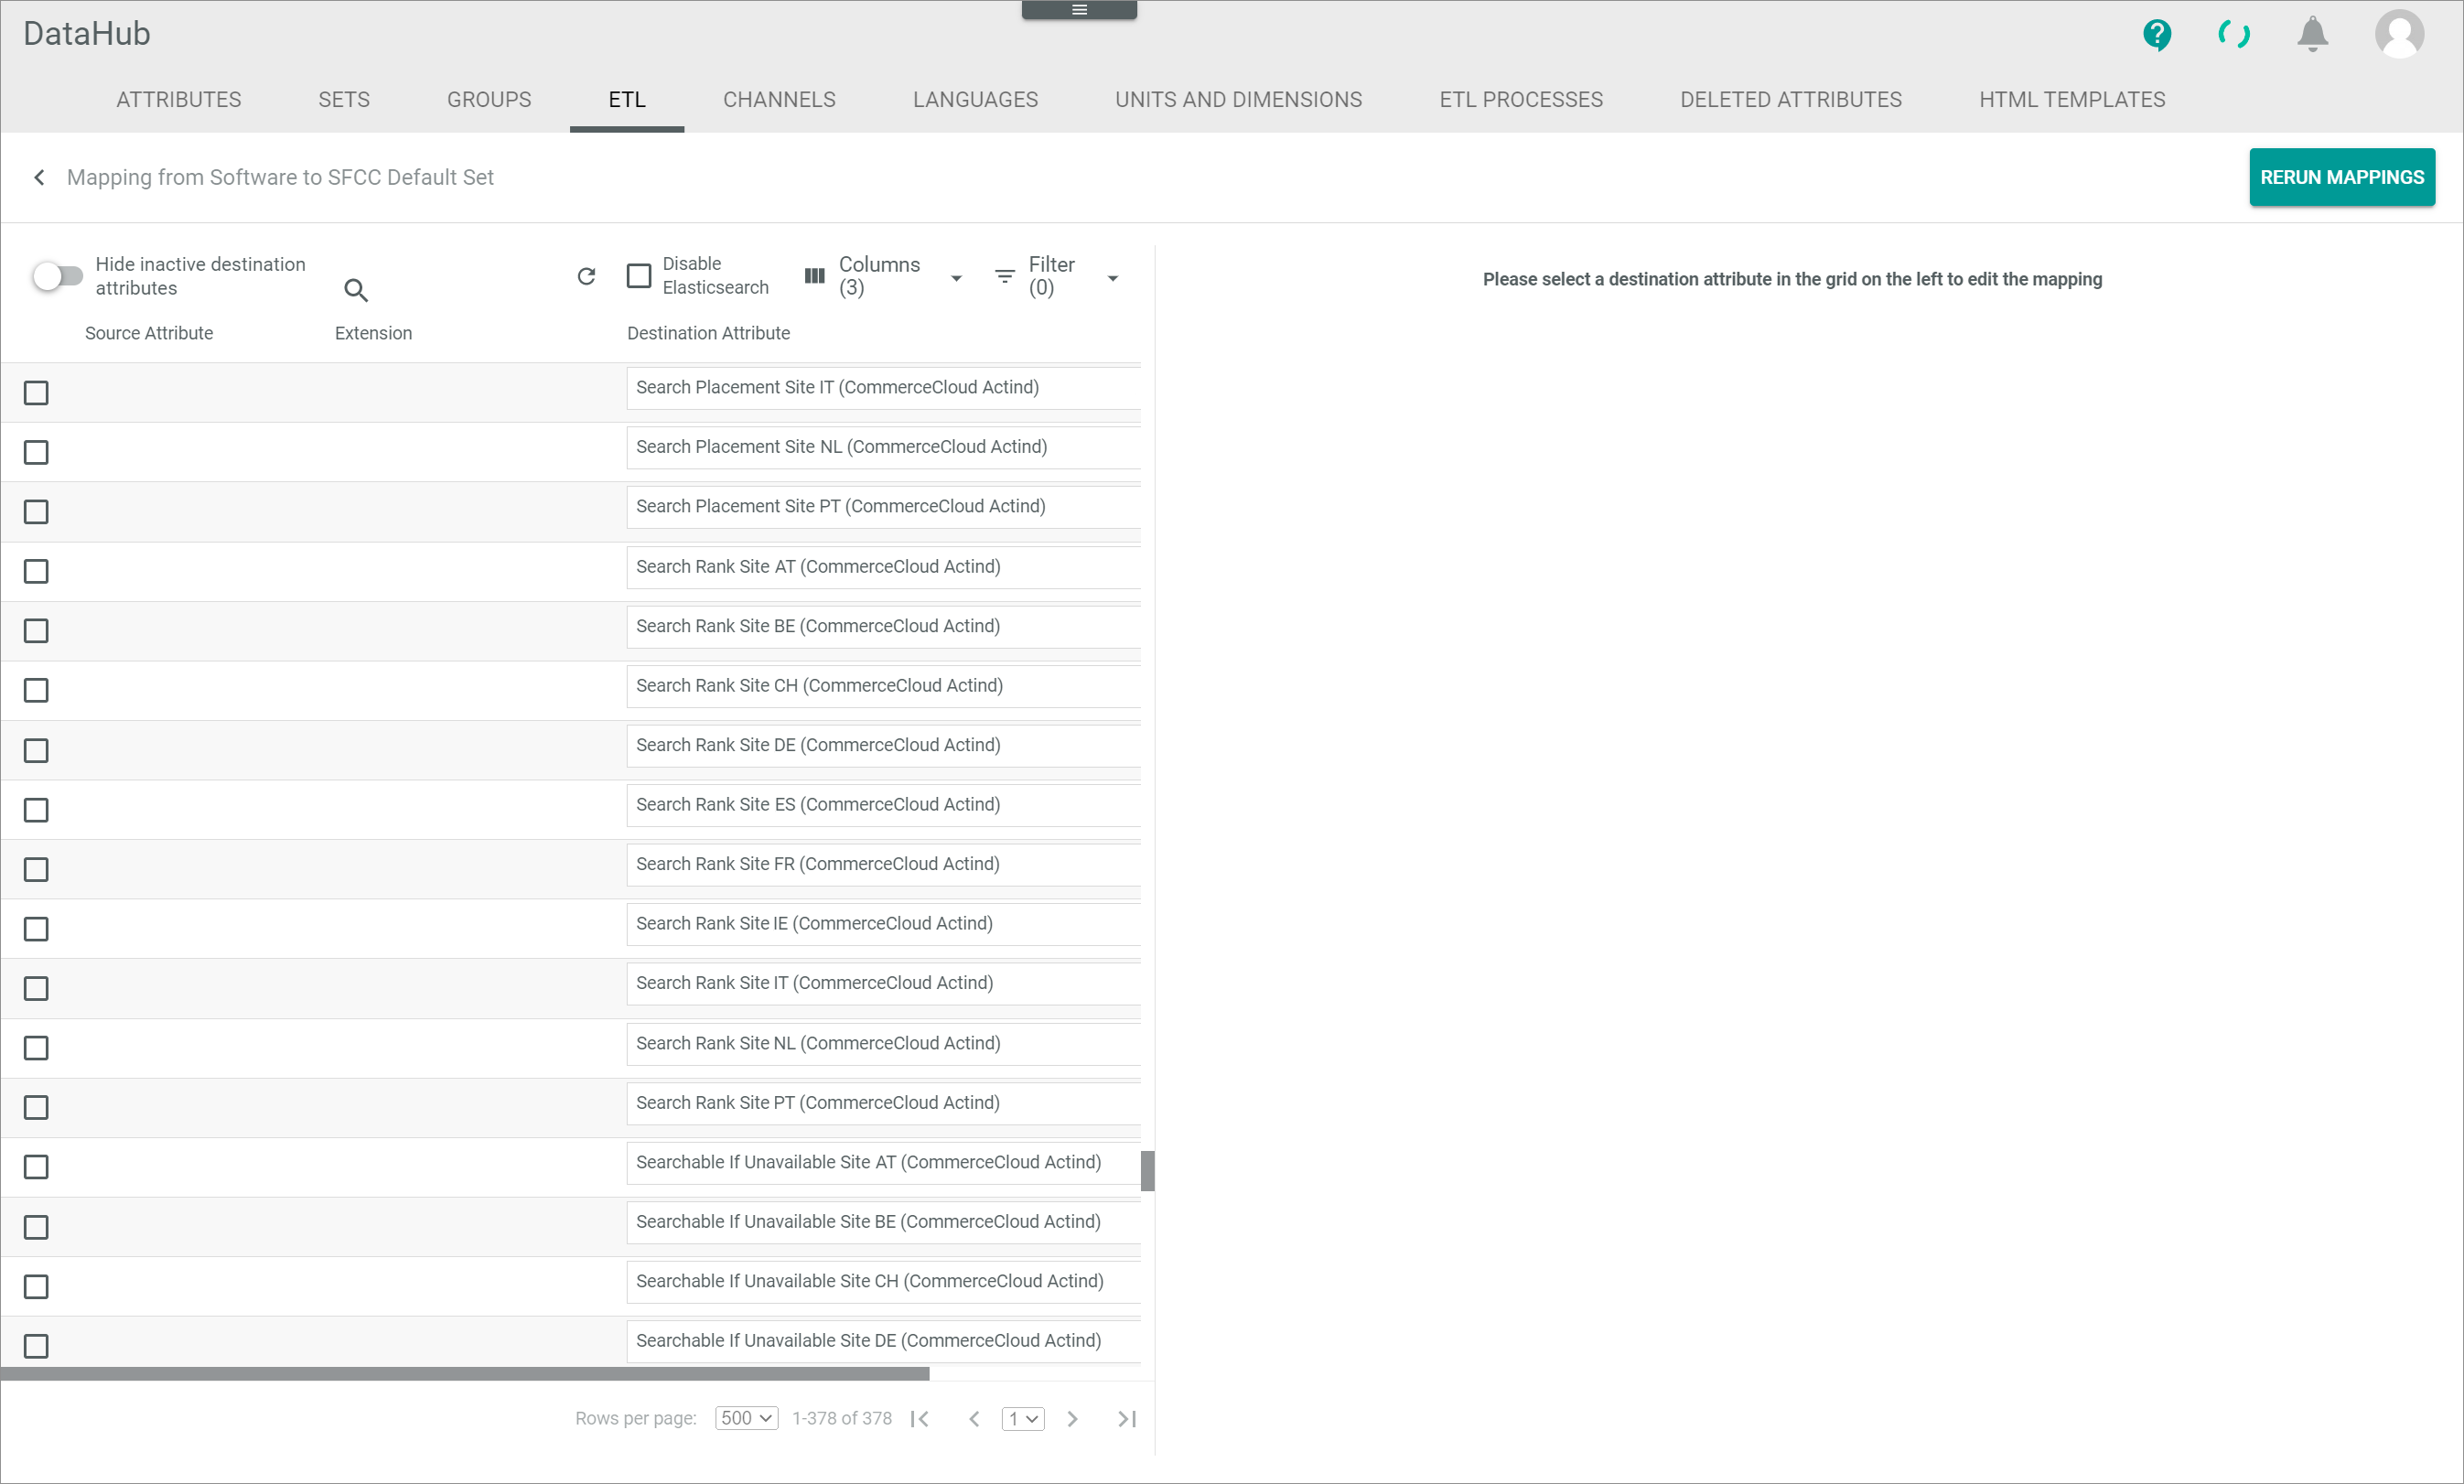 DataHub
ATTRIBUTES SETS GROUPS ETL CHANNELS LANGUAGES UNITS AND DIMENSIONS ETL PROCESSES DELETED ATTRIBUTES HTML TEMPLATES
Mapping from Software to SFCC Default Set
RERUN MAPPINGS
Hide inactive destination
attributes
Disable
Elasticsearch
Columns
(3)
Filter
(0)
Please select a destination attribute in the grid on the left to edit the mapping
Source Attribute Extension Destination Attribute
Search Placement Site IT (CommerceCloud Actind)
Search Placement Site NL (CommerceCloud Actind)
Search Placement Site PT (CommerceCloud Actind)
Search Rank Site AT (CommerceCloud Actind)
Search Rank Site BE (CommerceCloud Actind)
Search Rank Site CH (CommerceCloud Actind)
Search Rank Site DE (CommerceCloud Actind)
Search Rank Site ES (CommerceCloud Actind)
Search Rank Site FR (CommerceCloud Actind)
Search Rank Site IE (CommerceCloud Actind)
Search Rank Site IT (CommerceCloud Actind)
Search Rank Site NL (CommerceCloud Actind)
Search Rank Site PT (CommerceCloud Actind)
Searchable If Unavailable Site AT (CommerceCloud Actind)
Searchable If Unavailable Site BE (CommerceCloud Actind)
Searchable If Unavailable Site CH (CommerceCloud Actind)
Searchable If Unavailable Site DE (CommerceCloud Actind)
Rows per page: 500 1-378 of 378 1